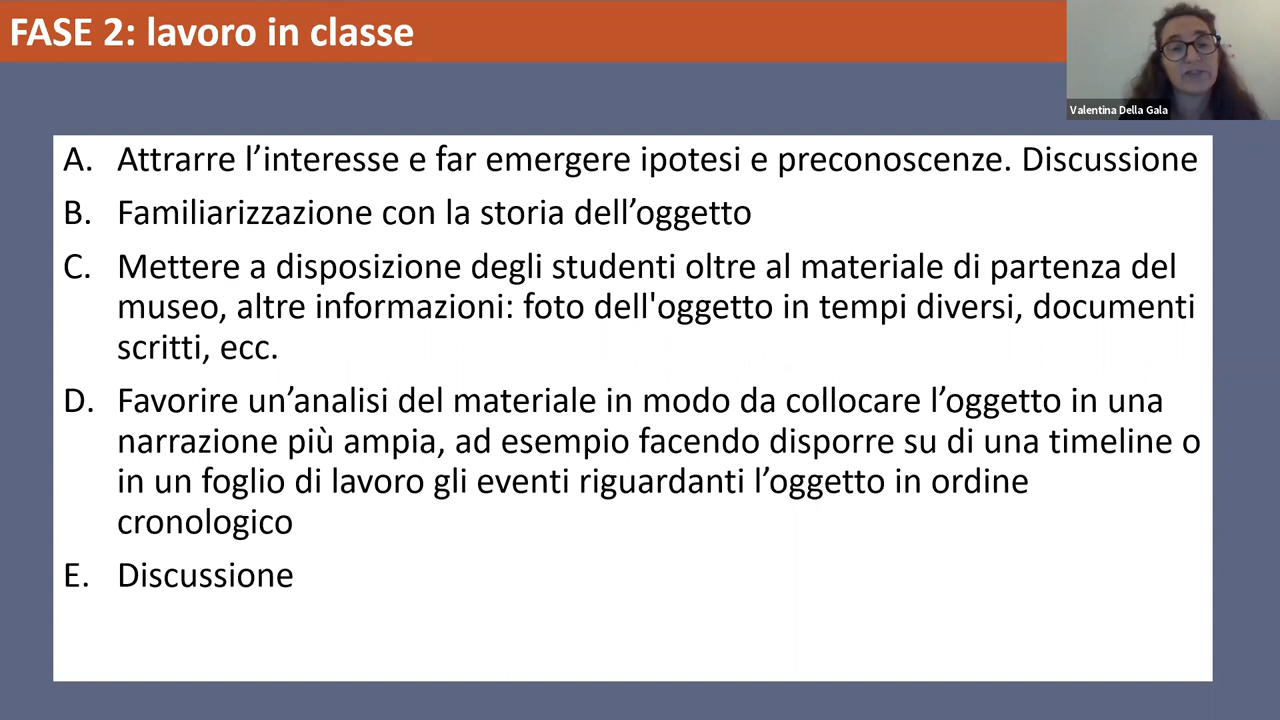 FASE 2: lavoro in classe
Valentina Della Gala
A. Attrarre l’interesse e far emergere ipotesi e preconoscenze. Discussione
B. Familiarizzazione con la storia dell’oggetto
C. Mettere a disposizione degli studenti oltre al materiale di partenza del
museo, altre informazioni: foto dell'oggetto in tempi diversi, documenti
scritti, ecc.
D. Favorire un’analisi del materiale in modo da collocare l’oggetto in una
narrazione più ampia, ad esempio facendo disporre su di una timeline o
in un foglio di lavoro gli eventi riguardanti l’oggetto in ordine
cronologico
E. Discussione